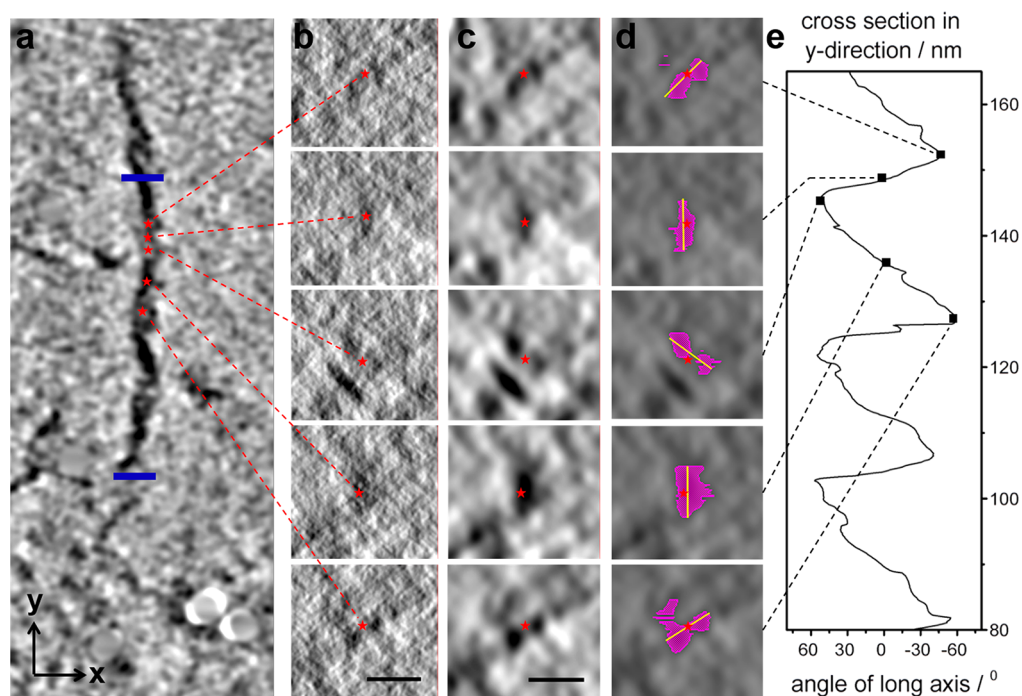 a
b
c
d
e
cross section in
y-direction / nm
160
140
120
100
80
60
30
0
-30
-60
angle of long axis / 0
y
x